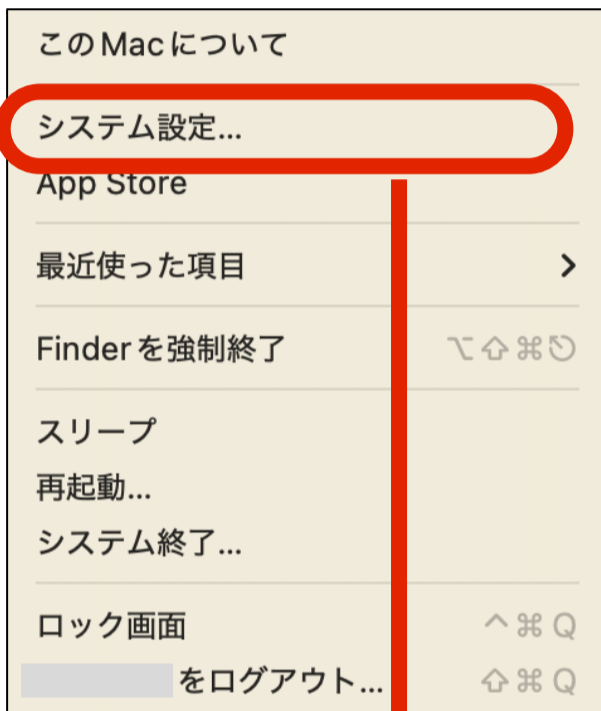 このMacについて
システム設定...
App Store
最近使った項目
Finderを強制終了 ⌥⇧⌘⎋
スリープ
再起動...
システム終了...
ロック画面 ^⌘Q
をログアウト... ⇧⌘Q